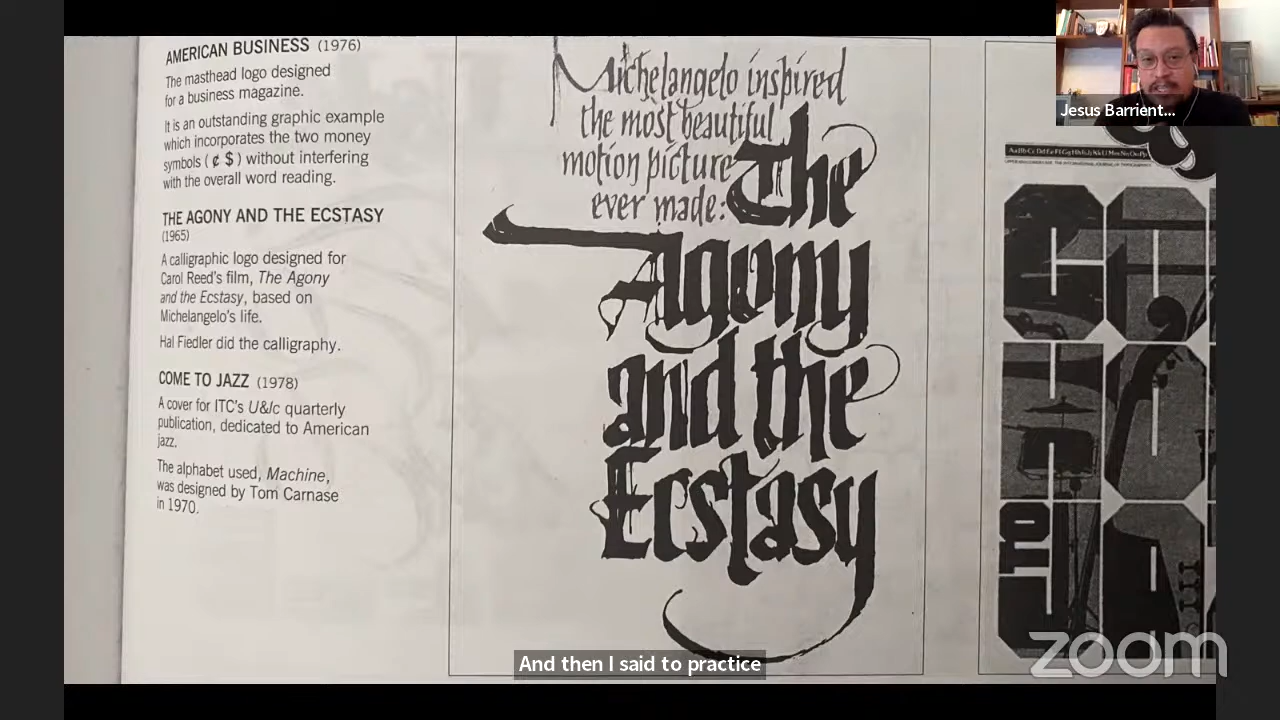 AMERICAN BUSINESS (1976)
The masthead logo designed
for a business magazine.
It is an outstanding graphic example
which incorporates the two money
symbols (¢ $) without interfering
with the overall word reading.
THE AGONY AND THE ECSTASY
(1965)
A calligraphic logo designed for
Carol Reed's film, The Agony
and the Ecstasy, based on
Michelangelo's life.
Hal Fiedler did the calligraphy.
COME TO JAZZ (1978)
A cover for ITC's U&lc quarterly
publication, dedicated to American
jazz.
The alphabet used, Machine,
was designed by Tom Carnase
in 1970.
Michelangelo inspired
the most beautiful
motion picture
ever made: The
Agony
and the
Ecstasy
Jesus Barrient...
And then I said to practice
zoom